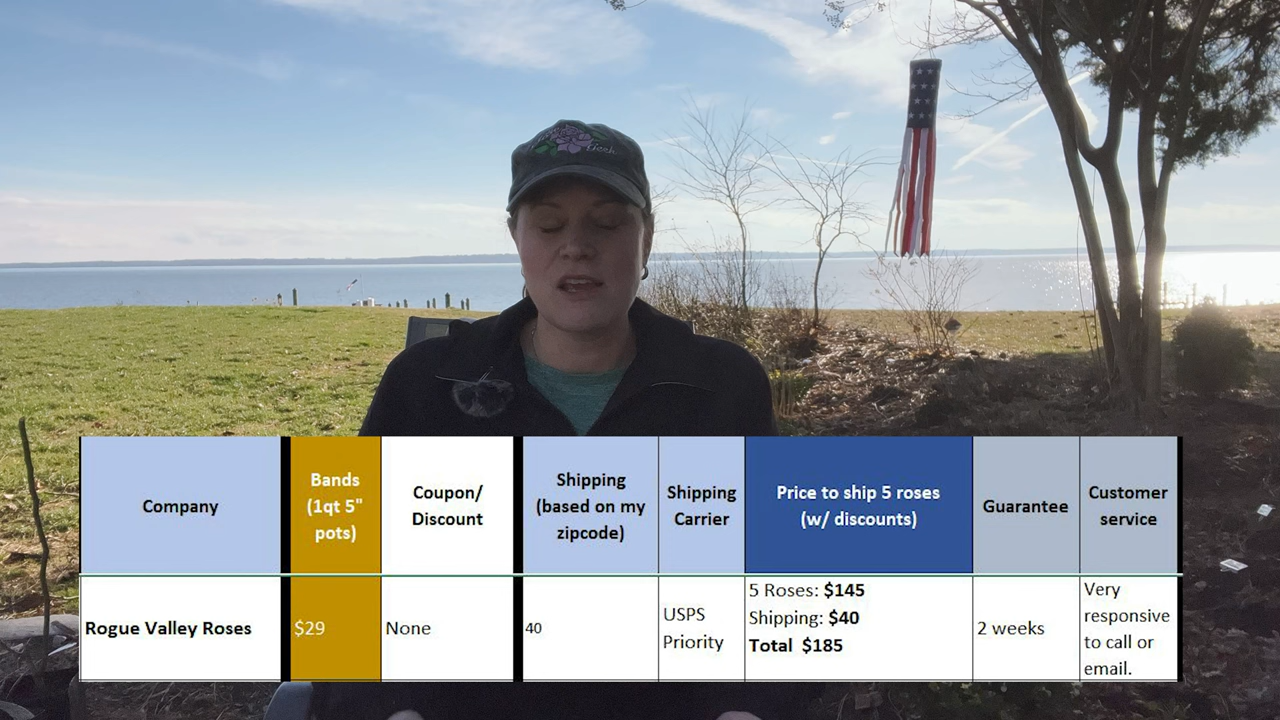 Company
Bands
(1qt 5"
pots)
Coupon/
Discount
Shipping
(based on my
zipcode)
Shipping
Carrier
Price to ship 5 roses
(w/ discounts)
Guarantee
Customer
service
Rogue Valley Roses
$29
None
40
USPS
Priority
5 Roses: $145
Shipping: $40
Total $185
2 weeks
Very
responsive
to call or
email.